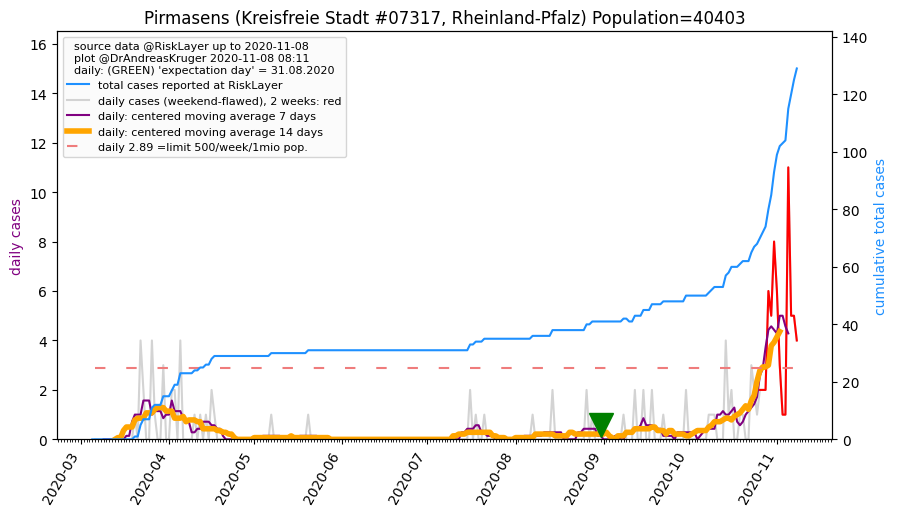 Pirmasens (Kreisfreie Stadt #07317, Rheinland-Pfalz) Population=40403
source data @RiskLayer up to 2020-11-08
plot @DrAndreasKruger 2020-11-08 08:11
daily: (GREEN) 'expectation day' = 31.08.2020
total cases reported at RiskLayer
daily cases (weekend-flawed), 2 weeks: red
daily: centered moving average 7 days
daily: centered moving average 14 days
daily 2.89 =limit 500/week/1mio pop.
daily cases
16
14
12
10
8
6
4
2
0
cumulative total cases
140
120
100
80
60
40
20
0
2020-03
2020-04
2020-05
2020-06
2020-07
2020-08
2020-09
2020-10
2020-11